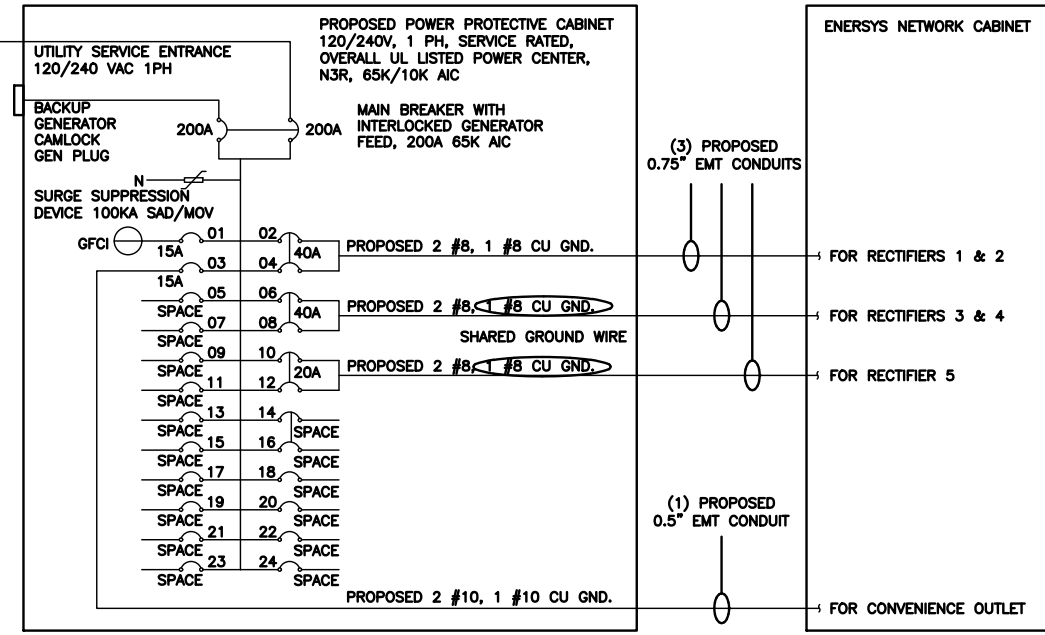 PROPOSED POWER PROTECTIVE CABINET
120/240V, 1 PH, SERVICE RATED,
OVERALL UL LISTED POWER CENTER,
N3R, 65K/10K AIC
ENERSYS NETWORK CABINET
UTILITY SERVICE ENTRANCE
120/240 VAC 1PH
BACKUP
GENERATOR
CAMLOCK
GEN PLUG
200A
200A
MAIN BREAKER WITH
INTERLOCKED GENERATOR
FEED, 200A 65K AIC
(3) PROPOSED
0.75" EMT CONDUITS
N
SURGE SUPPRESSION
DEVICE 100KA SAD/MOV
GFCI
15A
01
02
40A
PROPOSED 2 #8, 1 #8 CU GND.
FOR RECTIFIERS 1 & 2
15A
03
04
SPACE
05
06
40A
PROPOSED 2 #8, 1 #8 CU GND.
FOR RECTIFIERS 3 & 4
SPACE
07
08
SHARED GROUND WIRE
SPACE
09
10
20A
PROPOSED 2 #8, 1 #8 CU GND.
FOR RECTIFIER 5
SPACE
11
12
SPACE
13
14
SPACE
SPACE
15
16
SPACE
SPACE
17
18
SPACE
SPACE
19
20
SPACE
SPACE
21
22
SPACE
SPACE
23
24
SPACE
(1) PROPOSED
0.5" EMT CONDUIT
PROPOSED 2 #10, 1 #10 CU GND.
FOR CONVENIENCE OUTLET